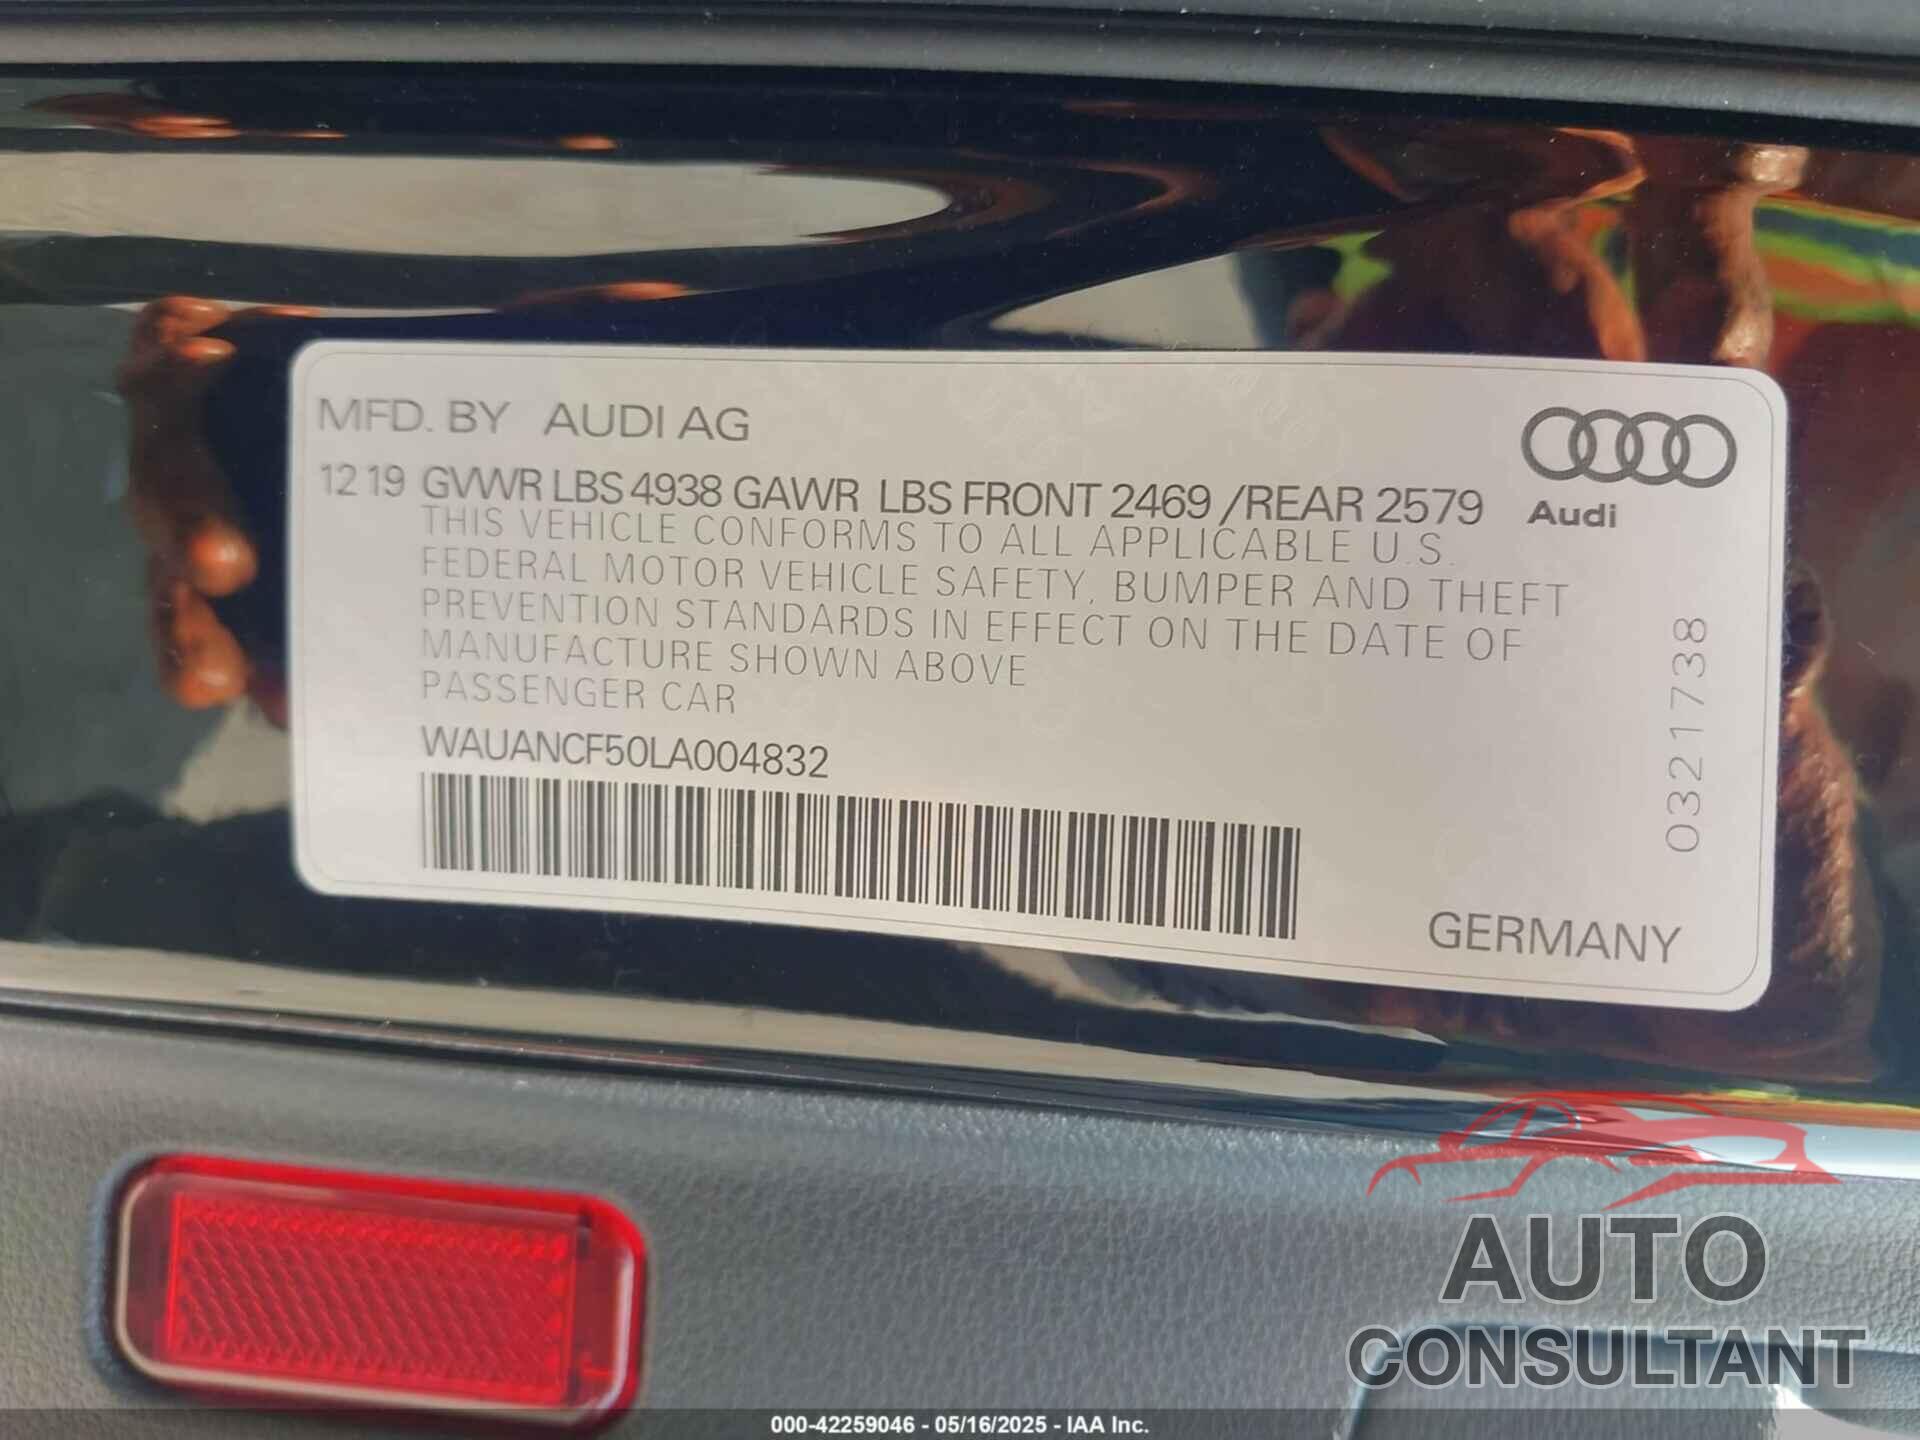 MFD. BY AUDI AG
12 19 GVWR LBS 4938 GAWR LBS FRONT 2469 /REAR 2579
Audi
THIS VEHICLE CONFORMS TO ALL APPLICABLE U.S.
FEDERAL MOTOR VEHICLE SAFETY, BUMPER AND THEFT
PREVENTION STANDARDS IN EFFECT ON THE DATE OF
MANUFACTURE SHOWN ABOVE
PASSENGER CAR
WAUANCF50LA004832
0321738
GERMANY
AUTO
CONSULTANT
000-42259046 - 05/16/2025 - IAA Inc.